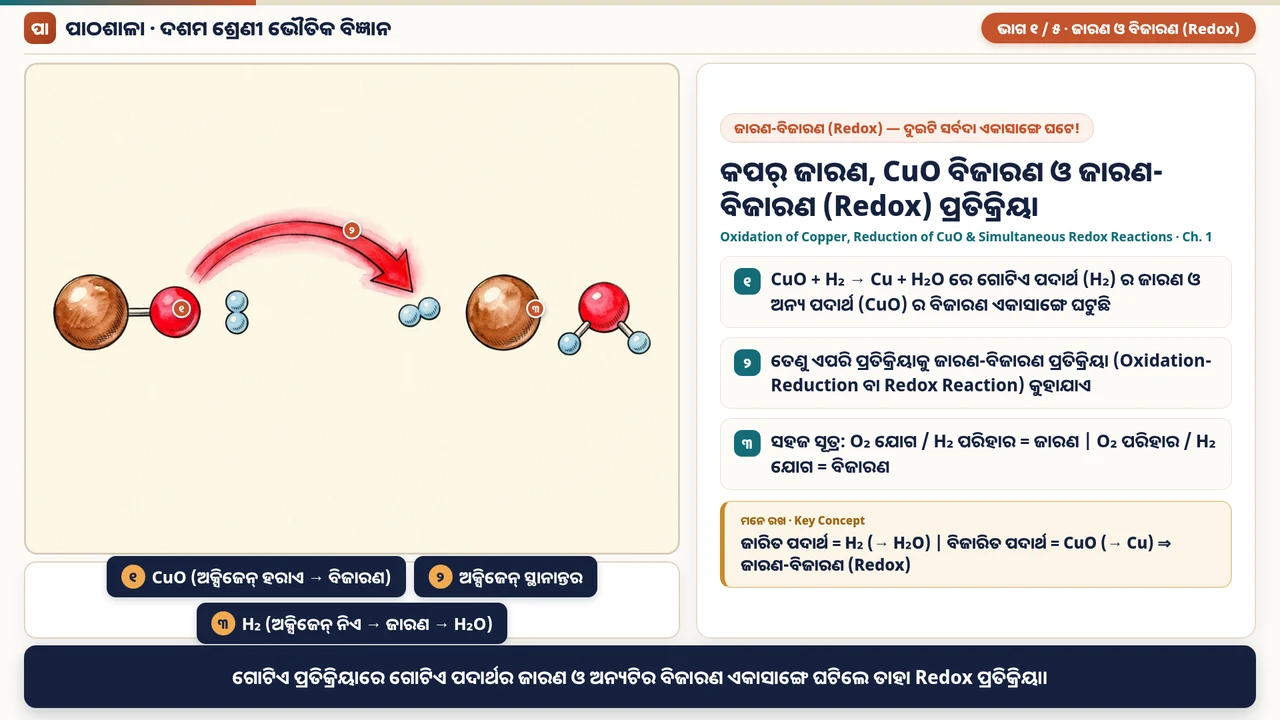 ପା ପାଠଶାଳା · ଦଶମ ଶ୍ରେଣୀ ଭୌତିକ ବିଜ୍ଞାନ
ଭାଗ ୧ / ୫ · ଜାରଣ ଓ ବିଜାରଣ (Redox)
୧
୨
୩
୧ CuO (ଅକ୍ସିଜେନ୍ ହରାଏ → ବିଜାରଣ)
୨ ଅକ୍ସିଜେନ୍ ସ୍ଥାନାନ୍ତର
୩ H₂ (ଅକ୍ସିଜେନ୍ ନିଏ → ଜାରଣ → H₂O)
ଜାରଣ-ବିଜାରଣ (Redox) — ଦୁଇଟି ସର୍ବଦା ଏକାସାଙ୍ଗେ ଘଟେ!
କପର୍ ଜାରଣ, CuO ବିଜାରଣ ଓ ଜାରଣ-
ବିଜାରଣ (Redox) ପ୍ରତିକ୍ରିୟା
Oxidation of Copper, Reduction of CuO & Simultaneous Redox Reactions · Ch. 1
୧ CuO + H₂ → Cu + H₂O ରେ ଗୋଟିଏ ପଦାର୍ଥ (H₂) ର ଜାରଣ ଓ
ଅନ୍ୟ ପଦାର୍ଥ (CuO) ର ବିଜାରଣ ଏକାସାଙ୍ଗେ ଘଟୁଛି
୨ ତେଣୁ ଏପରି ପ୍ରତିକ୍ରିୟାକୁ ଜାରଣ-ବିଜାରଣ ପ୍ରତିକ୍ରିୟା (Oxidation-
Reduction ବା Redox Reaction) କୁହାଯାଏ
୩ ସହଜ ସୂତ୍ର: O₂ ଯୋଗ / H₂ ପରିହାର = ଜାରଣ | O₂ ପରିହାର / H₂
ଯୋଗ = ବିଜାରଣ
ମନେ ରଖ · Key Concept
ଜାରିତ ପଦାର୍ଥ = H₂ (→ H₂O) | ବିଜାରିତ ପଦାର୍ଥ = CuO (→ Cu) ⇒
ଜାରଣ-ବିଜାରଣ (Redox)
ଗୋଟିଏ ପ୍ରତିକ୍ରିୟାରେ ଗୋଟିଏ ପଦାର୍ଥର ଜାରଣ ଓ ଅନ୍ୟଟିର ବିଜାରଣ ଏକାସାଙ୍ଗେ ଘଟିଲେ ତାହା Redox ପ୍ରତିକ୍ରିୟା।